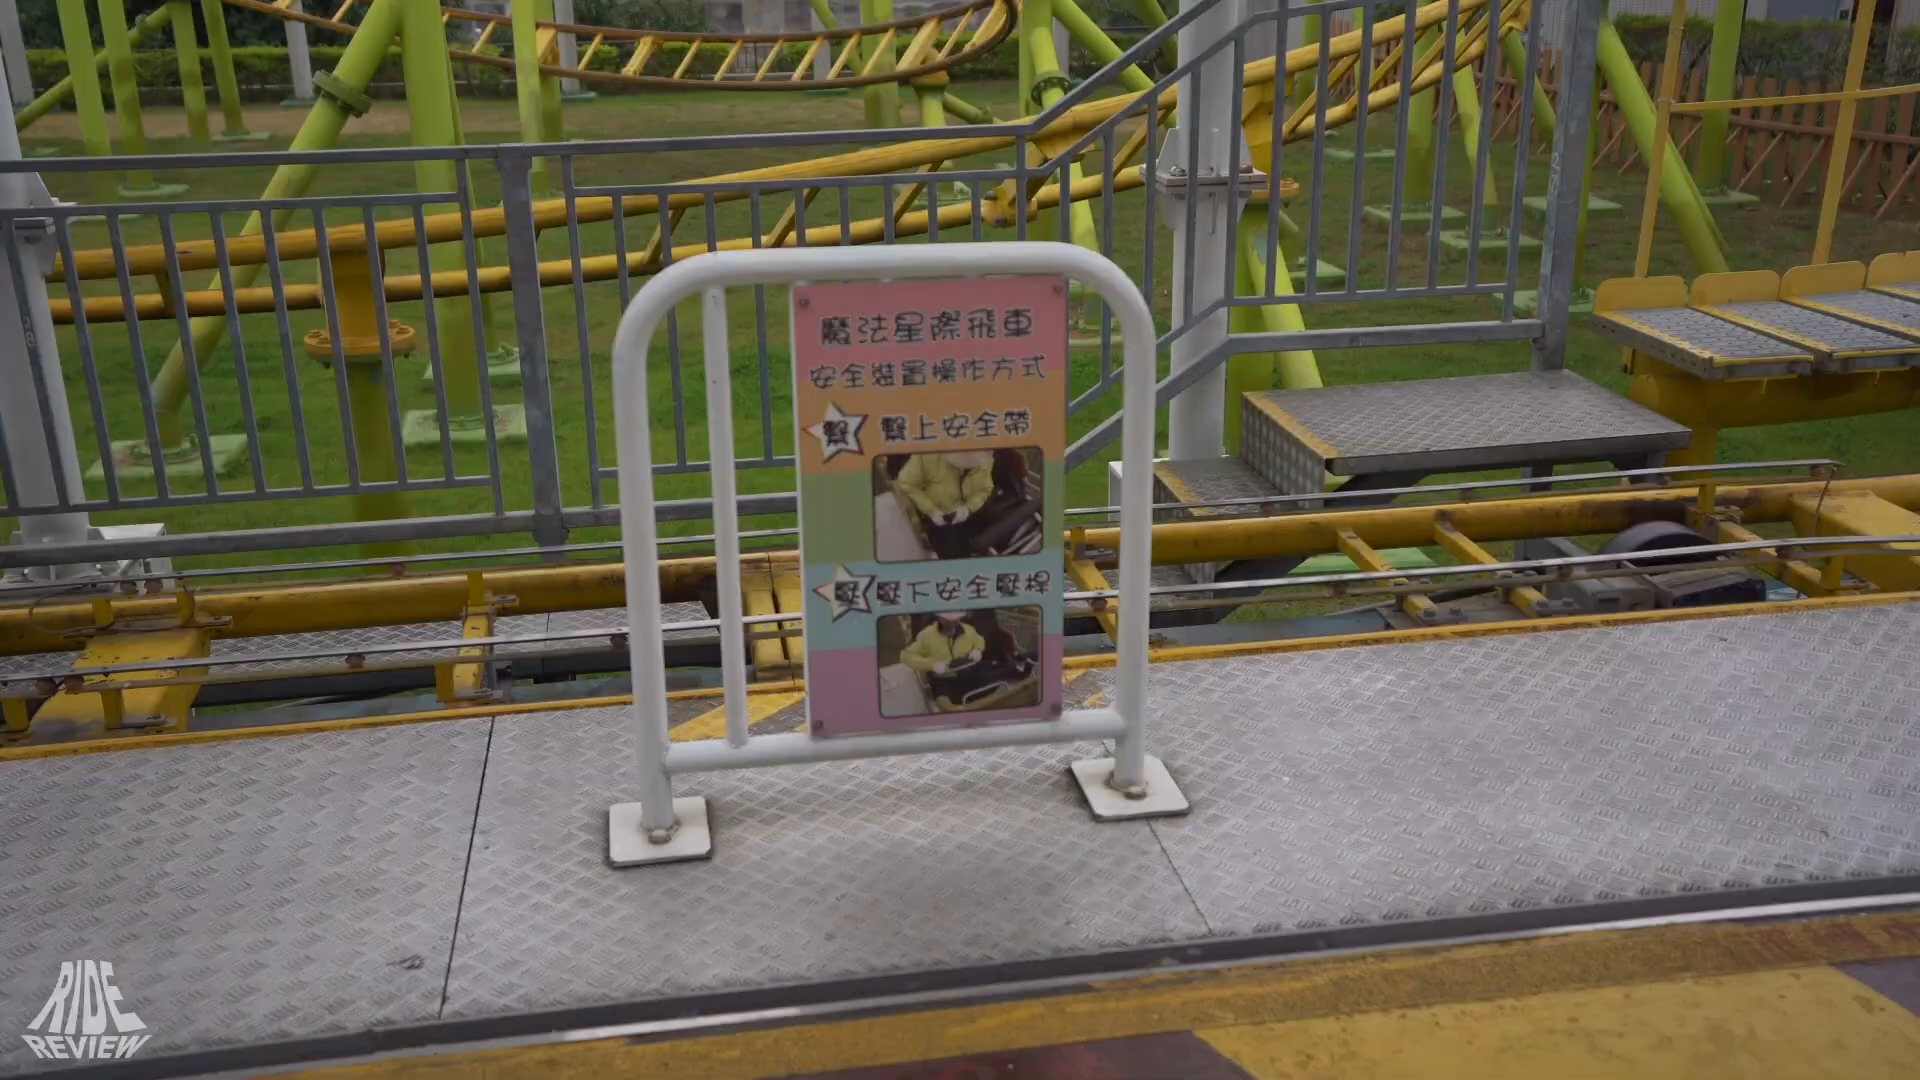 魔法星際飛車
安全裝置操作方式
繫 繫上安全帶
壓 壓下安全壓桿
RIDE
REVIEW